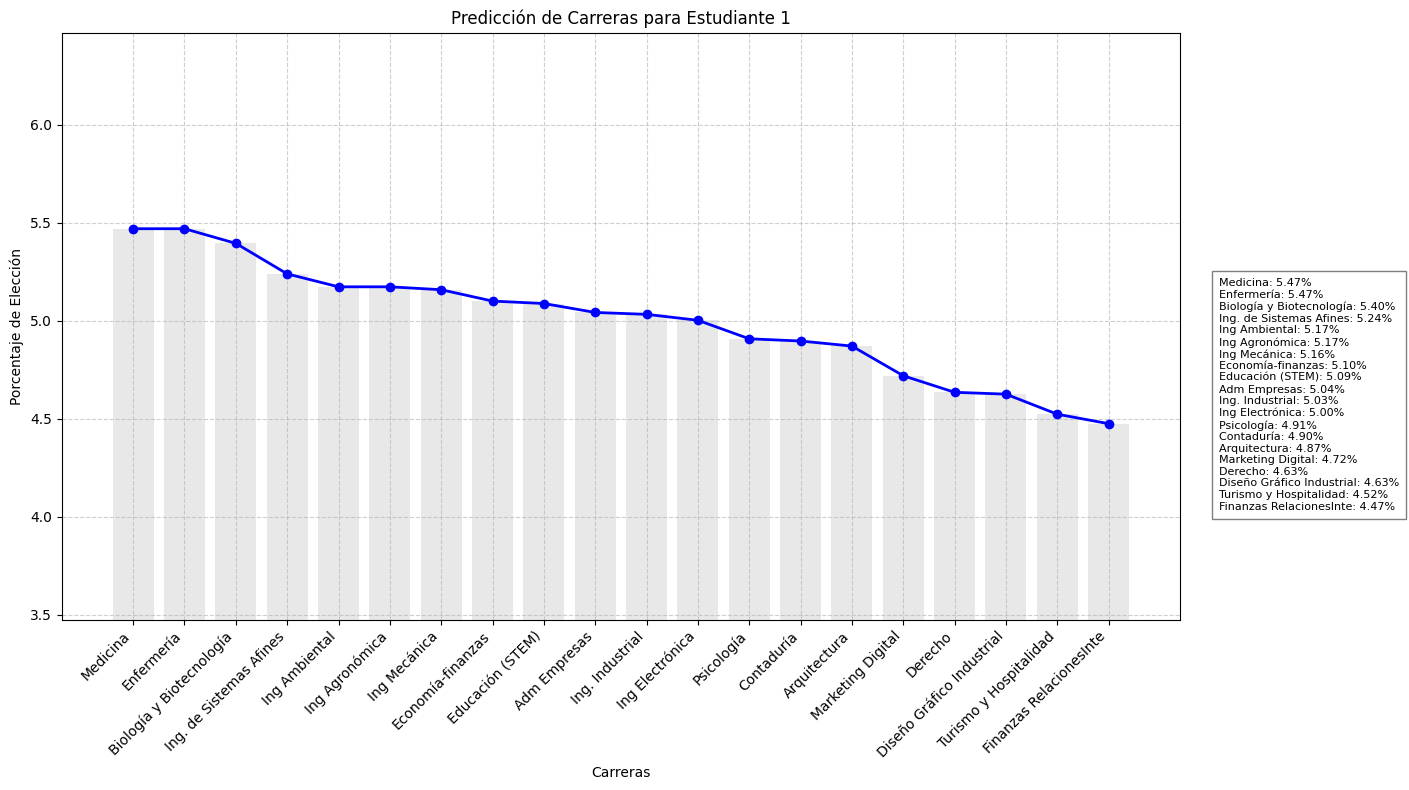 Predicción de Carreras para Estudiante 1
Porcentaje de Elección
6.0
5.5
5.0
4.5
4.0
3.5
Medicina
Enfermería
Biología y Biotecnología
Ing. de Sistemas Afines
Ing Ambiental
Ing Agronómica
Ing Mecánica
Economía-finanzas
Educación (STEM)
Adm Empresas
Ing. Industrial
Ing Electrónica
Psicología
Contaduría
Arquitectura
Marketing Digital
Derecho
Diseño Gráfico Industrial
Turismo y Hospitalidad
Finanzas RelacionesInte
Carreras
Medicina: 5.47%
Enfermería: 5.47%
Biología y Biotecnología: 5.40%
Ing. de Sistemas Afines: 5.24%
Ing Ambiental: 5.17%
Ing Agronómica: 5.17%
Ing Mecánica: 5.16%
Economía-finanzas: 5.10%
Educación (STEM): 5.09%
Adm Empresas: 5.04%
Ing. Industrial: 5.03%
Ing Electrónica: 5.00%
Psicología: 4.91%
Contaduría: 4.90%
Arquitectura: 4.87%
Marketing Digital: 4.72%
Derecho: 4.63%
Diseño Gráfico Industrial: 4.63%
Turismo y Hospitalidad: 4.52%
Finanzas RelacionesInte: 4.47%